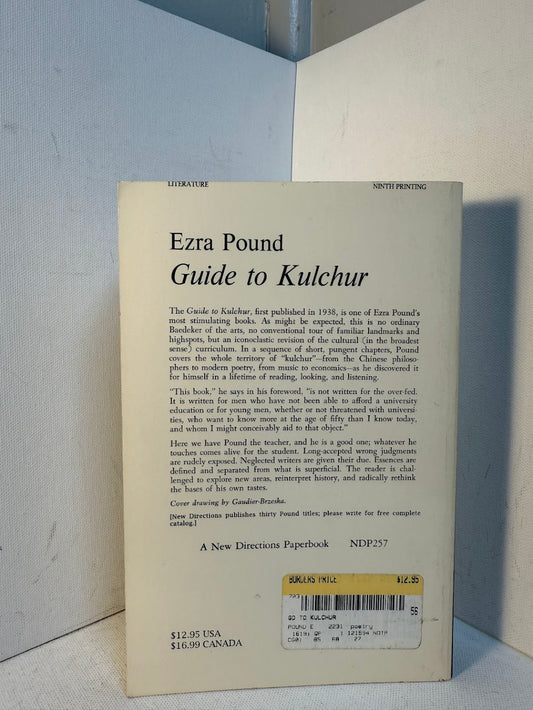 LITERATURE NINTH PRINTING
Ezra Pound
Guide to Kulchur
The Guide to Kulchur, first published in 1938, is one of Ezra Pound's
most stimulating books. As might be expected, this is no ordinary
Baedeker of the arts, no conventional tour of familiar landmarks and
highspots, but an iconoclastic revision of the cultural (in the broadest
sense) curriculum. In a sequence of short, pungent chapters, Pound
covers the whole territory of "kulchur"—from the Chinese philoso-
phers to modern poetry, from music to economics—as he discovered it
for himself in a lifetime of reading, looking, and listening.
"This book," he says in his foreword, "is not written for the over-fed.
It is written for men who have not been able to afford a university
education or for young men, whether or not threatened with universi-
ties, who want to know more at the age of fifty than I know today,
and whom I might conceivably aid to that object."
Here we have Pound the teacher, and he is a good one; whatever he
touches comes alive for the student. Long-accepted wrong judgments
are rudely exposed. Neglected writers are given their due. Essences are
defined and separated from what is superficial. The reader is chal-
lenged to explore new areas, reinterpret history, and radically rethink
the bases of his own tastes.
Cover drawing by Gaudier-Brzeska.
[New Directions publishes thirty Pound titles; please write for free complete
catalog.]
A New Directions Paperbook NDP257
BORDERS PRICE $12.95
56
GD TO KULCHUR
POUND E 2231 poetry
QP 1 121594 NDTP
05 R0 27
$12.95 USA
$16.99 CANADA